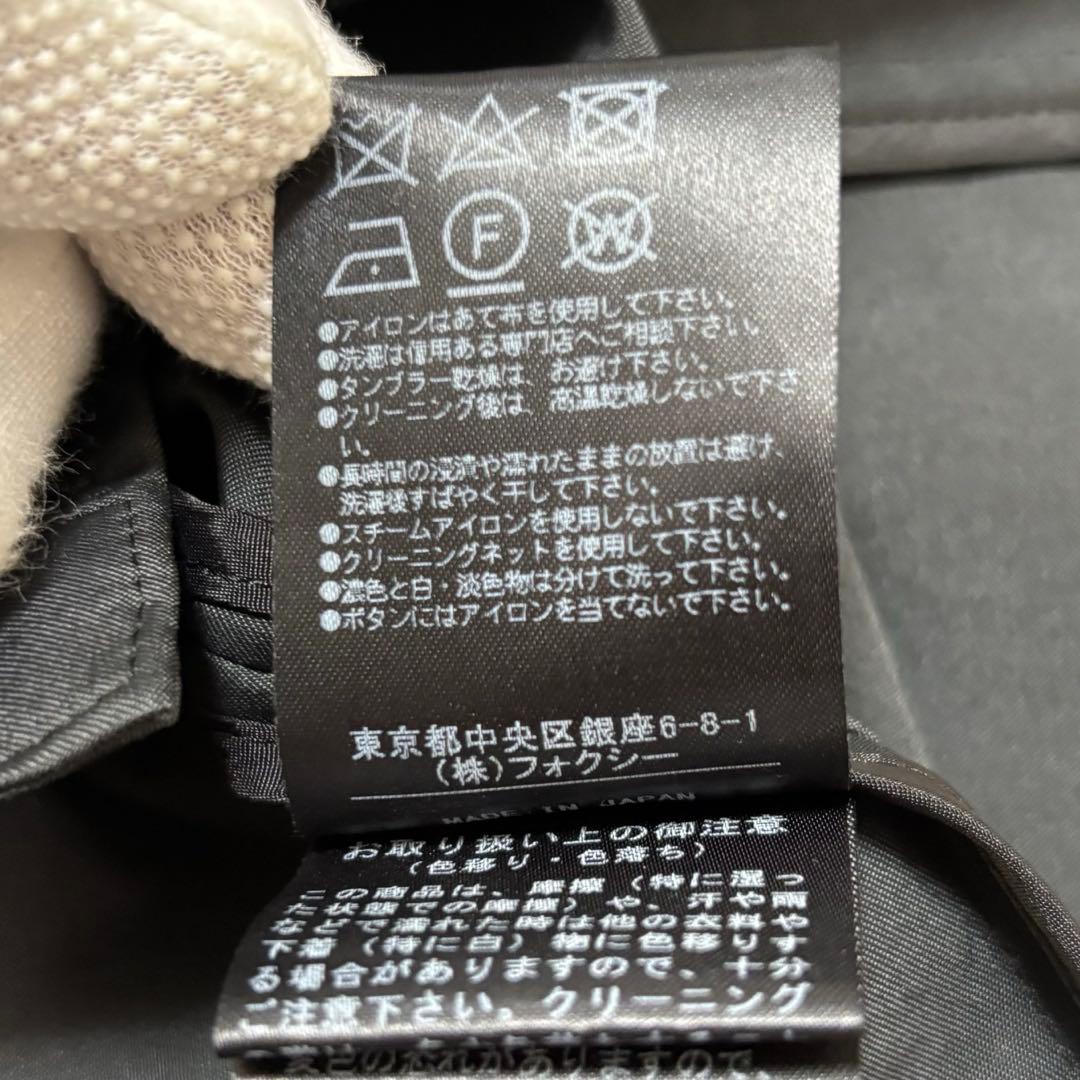 F W
●アイロンはあて布を使用して下さい。
●洗濯は信用ある専門店へご相談下さい。
●タンブラー乾燥は お避け下さい。
●クリーニング後は 高温乾燥しないで下さ
い。
●長時間の浸漬や濡れたままの放置は避け、
洗濯後すばやく干して下さい。
●スチームアイロンを使用しないで下さい。
●クリーニングネットを使用して下さい。
●濃色と白・淡色物は分けて洗って下さい。
●ボタンにはアイロンを当てないで下さい。
東京都中央区銀座6-8-1
(株)フォクシー
MADE IN JAPAN
お取り扱い上の御注意
(色移り・色落ち)
この商品は、摩擦(特に湿っ
た状態での摩擦)や、汗や雨
などで濡れた時は他の衣料や
下着(特に白)物に色移りす
る場合がありますので、十分
ご注意下さい。クリーニング
がありますので、